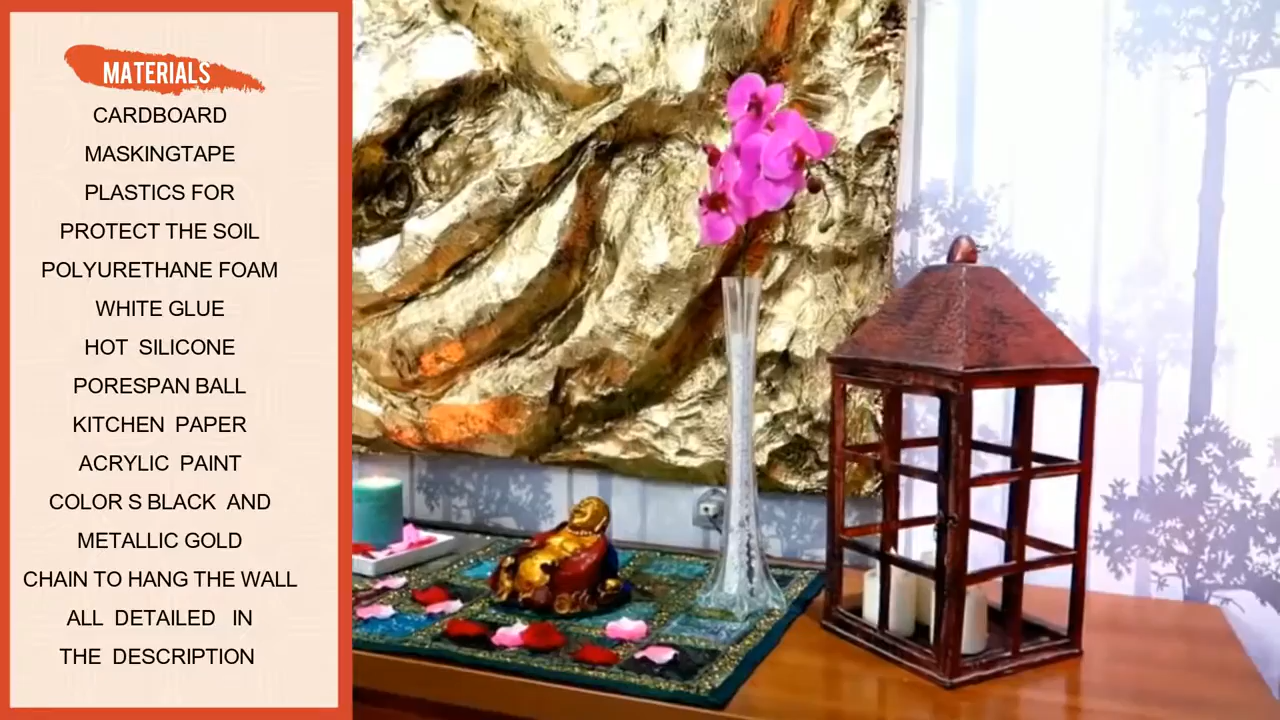 MATERIALS
CARDBOARD
MASKINGTAPE
PLASTICS FOR
PROTECT THE SOIL
POLYURETHANE FOAM
WHITE GLUE
HOT SILICONE
PORESPAN BALL
KITCHEN PAPER
ACRYLIC PAINT
COLOR S BLACK AND
METALLIC GOLD
CHAIN TO HANG THE WALL
ALL DETAILED IN
THE DESCRIPTION